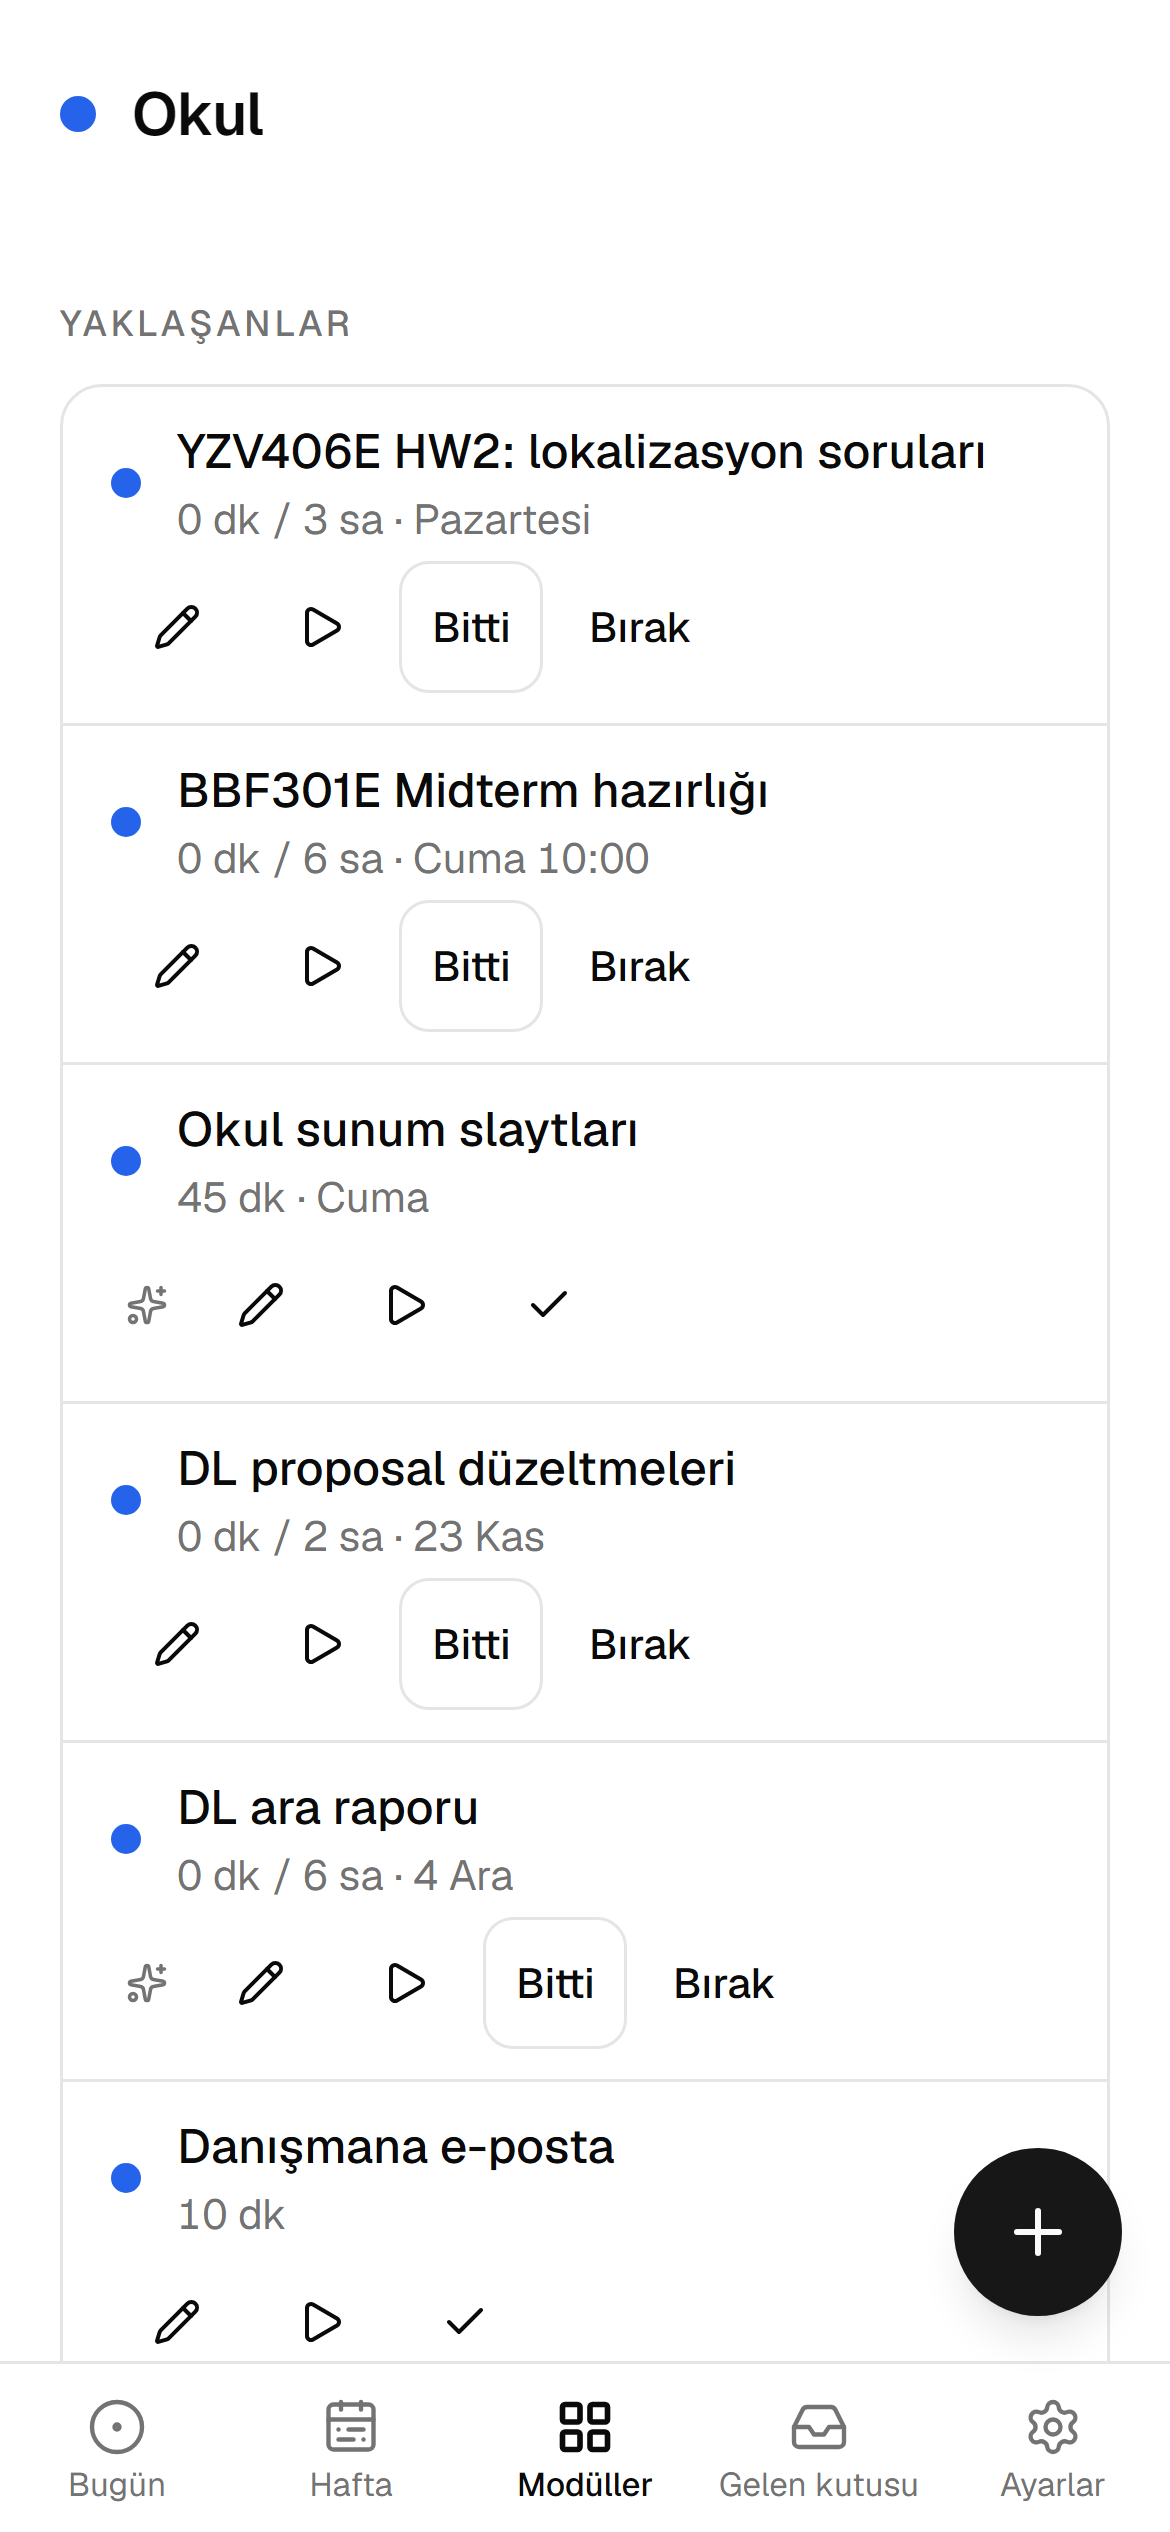 Okul
YAKLAŞANLAR
YZV406E HW2: lokalizasyon soruları
0 dk / 3 sa · Pazartesi
Bitti Bırak
BBF301E Midterm hazırlığı
0 dk / 6 sa · Cuma 10:00
Bitti Bırak
Okul sunum slaytları
45 dk · Cuma
DL proposal düzeltmeleri
0 dk / 2 sa · 23 Kas
Bitti Bırak
DL ara raporu
0 dk / 6 sa · 4 Ara
Bitti Bırak
Danışmana e-posta
10 dk
Bugün Hafta Modüller Gelen kutusu Ayarlar